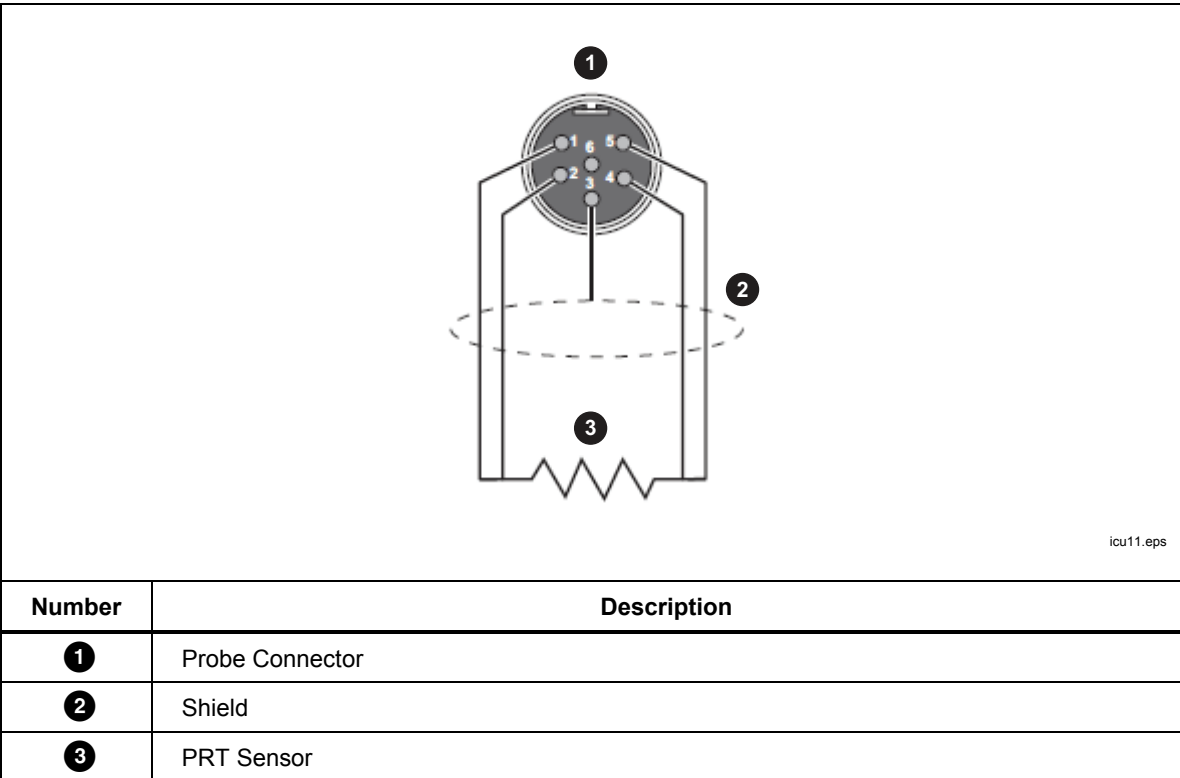 1
1 6 5
2 3 4
2
3
icu11.eps
Number Description
1 Probe Connector
2 Shield
3 PRT Sensor